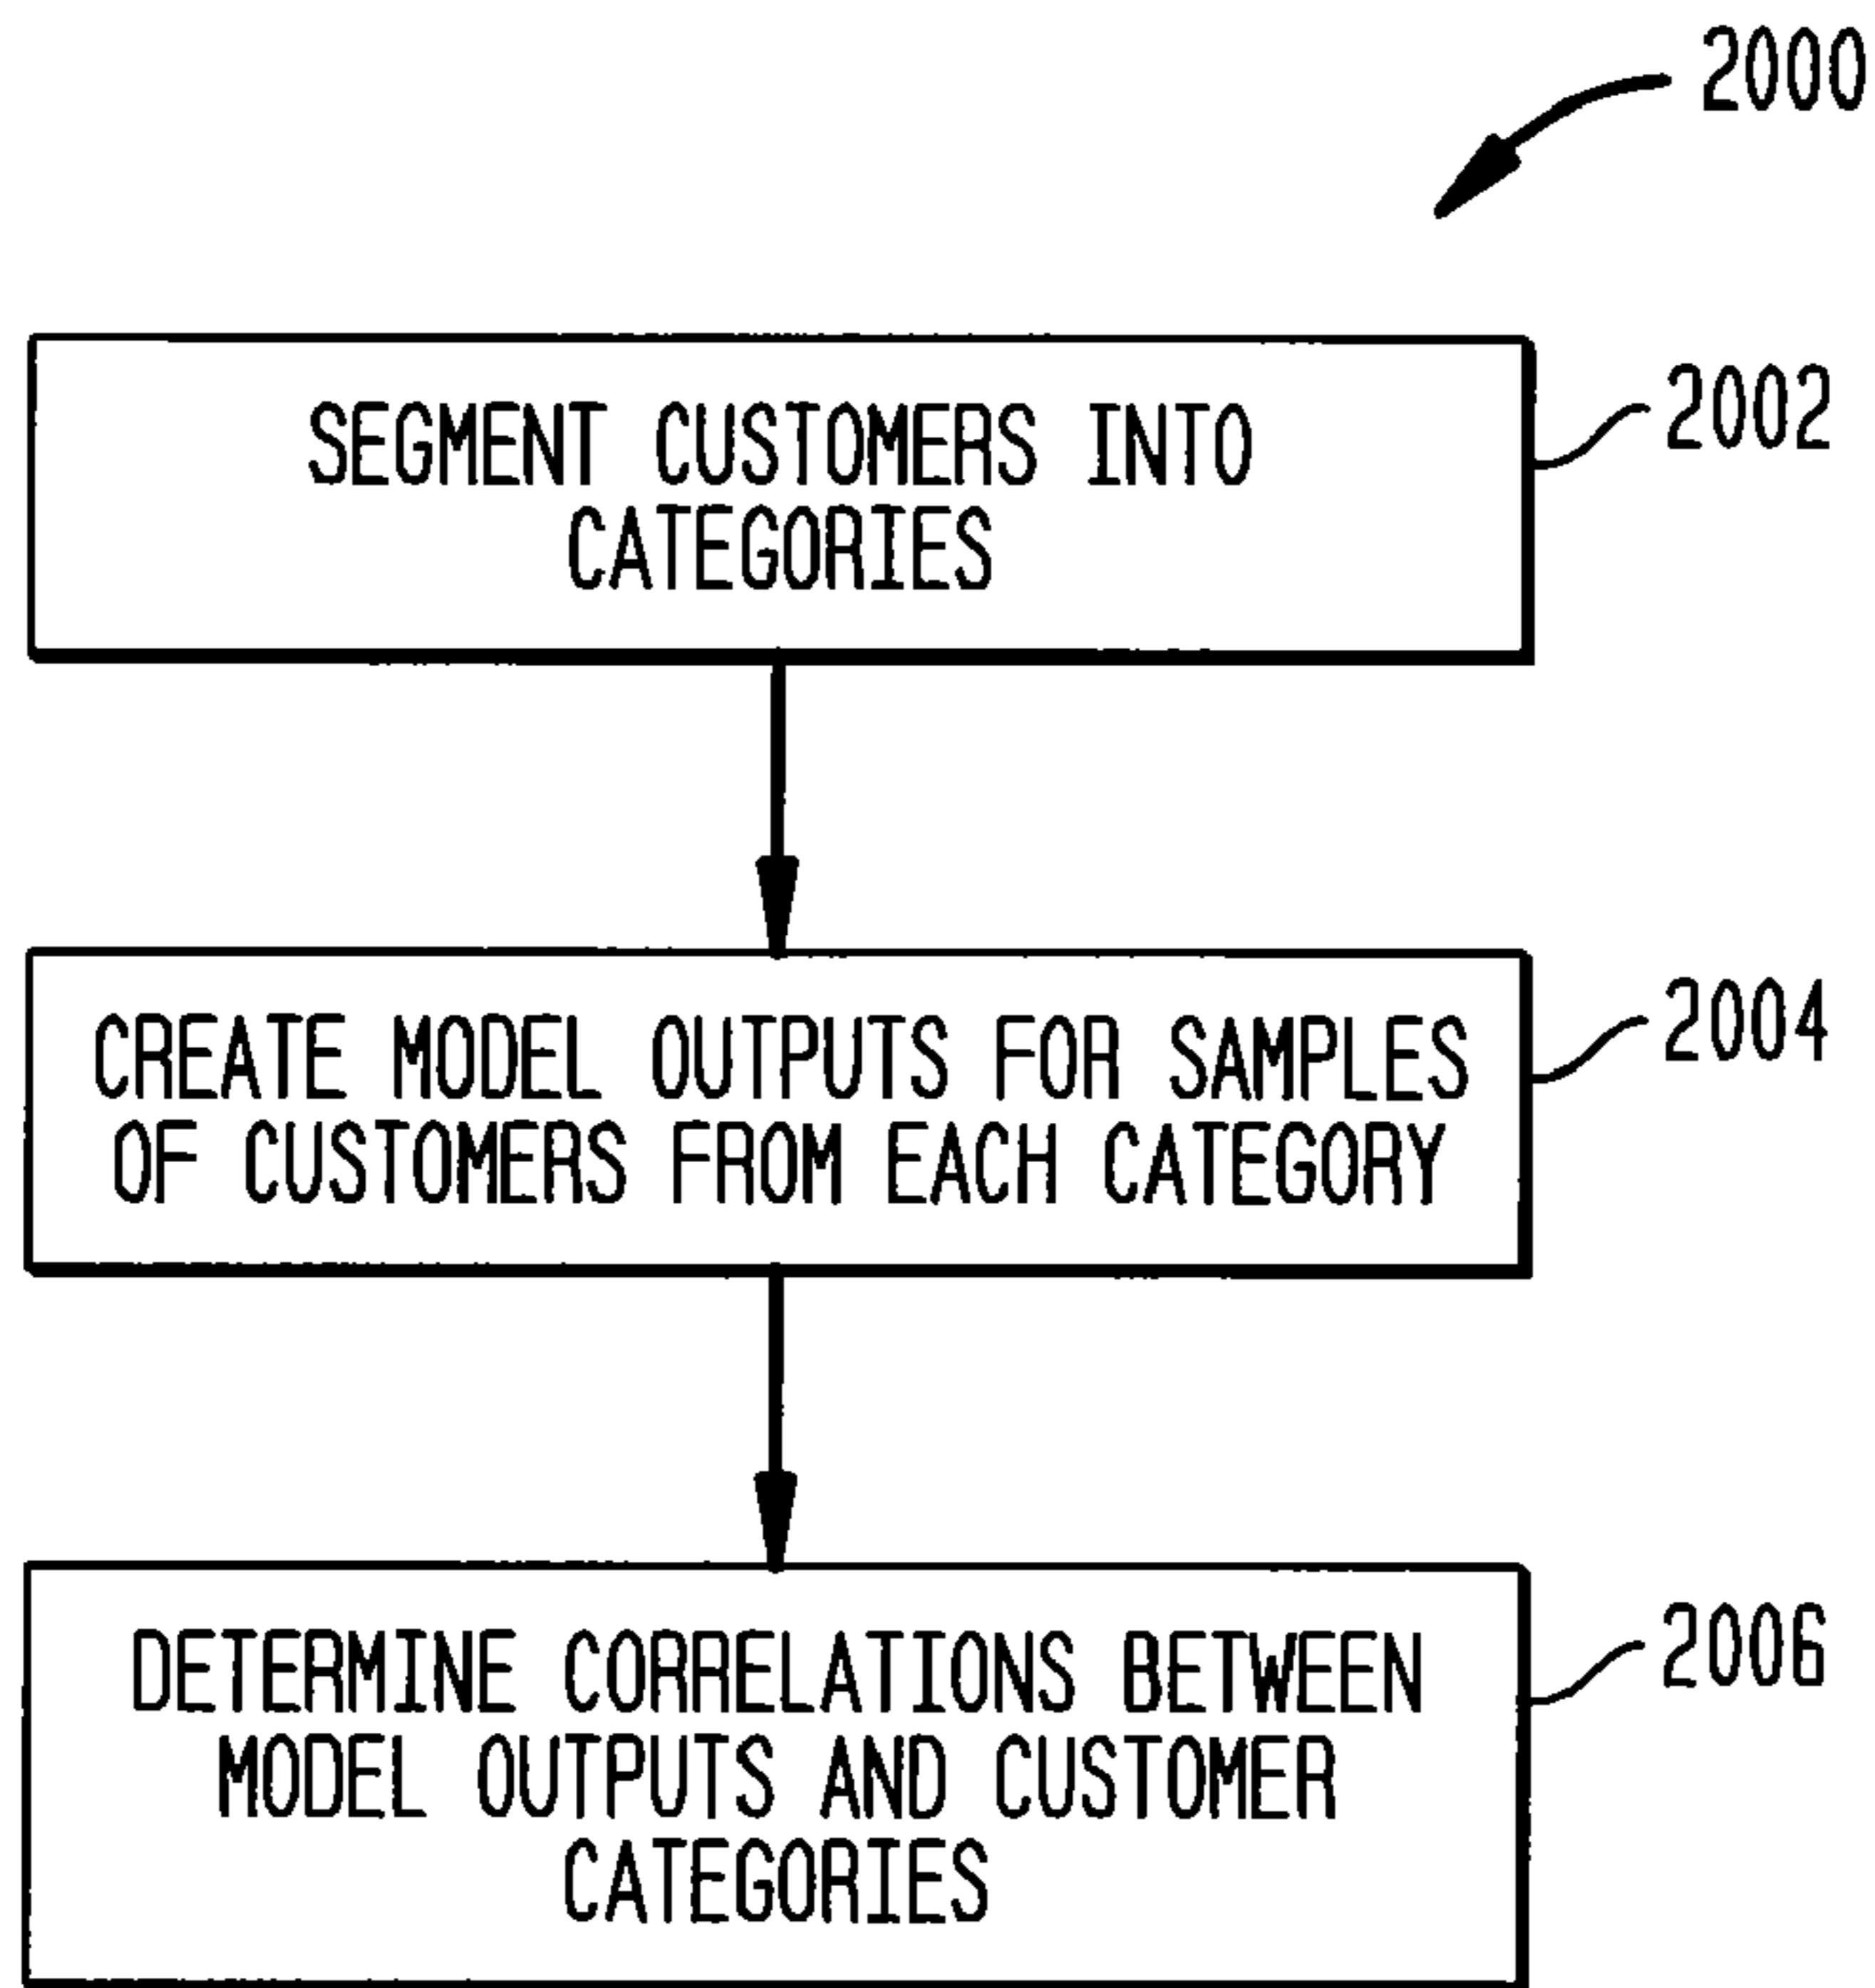 2000
SEGMENT CUSTOMERS INTO
CATEGORIES
2002
CREATE MODEL OUTPUTS FOR SAMPLES
OF CUSTOMERS FROM EACH CATEGORY
2004
DETERMINE CORRELATIONS BETWEEN
MODEL OUTPUTS AND CUSTOMER
CATEGORIES
2006